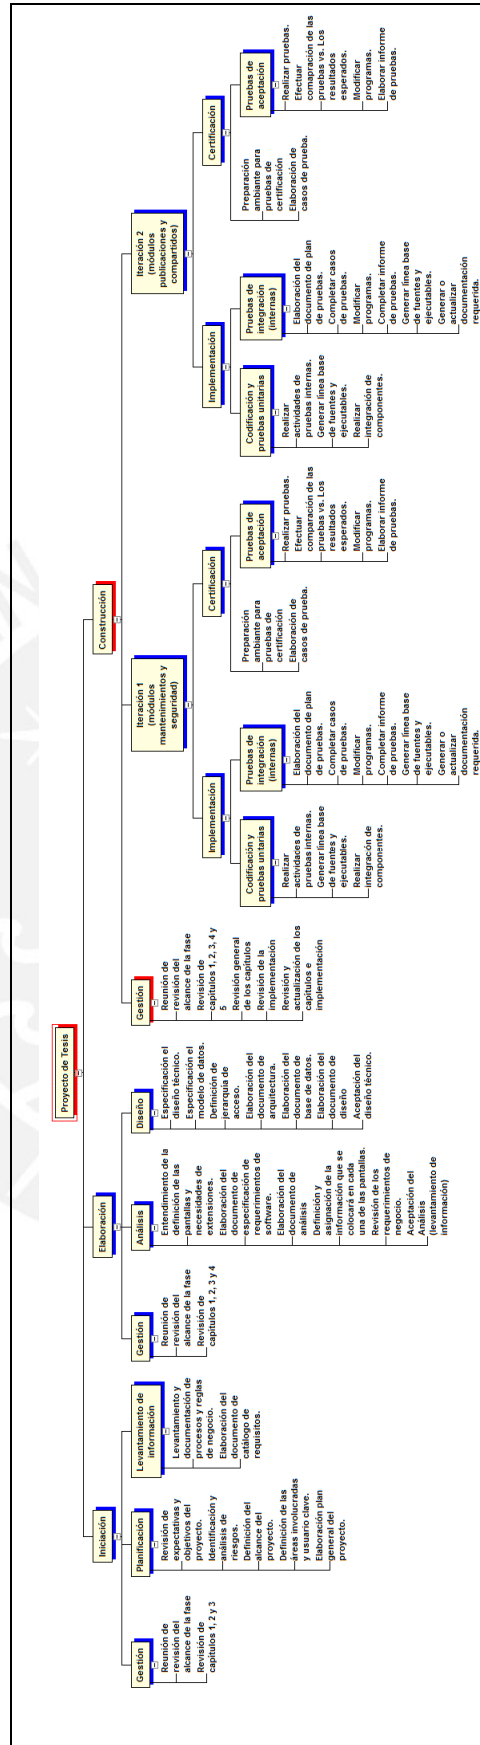 Proyecto de Tesis
Iniciación
Gestión
Reunión de
revisión del
alcance de la fase
Revisión de
capítulos 1, 2 y 3
Planificación
Revisión de
expectativas y
objetivos del
proyecto.
Identificación y
análisis de
riesgos.
Definición del
alcance del
proyecto.
Definición de las
áreas involucradas
y usuario clave.
Elaboración plan
general del
proyecto.
Levantamiento de
información
Levantamiento y
documentación de
procesos y reglas
de negocio.
Elaboración del
documento de
catálogo de
requisitos.
Elaboración
Gestión
Reunión de
revisión del
alcance de la fase
Revisión de
capítulos 1, 2, 3 y 4
Análisis
Entendimiento de la
definición de las
pantallas y
necesidades de
extensiones.
Elaboración del
documento de
especificación de
requerimientos de
software.
Elaboración del
documento de
análisis
Definición y
asignación de la
información que se
colocará en cada
una de las pantallas.
Revisión de los
requerimientos de
negocio.
Aceptación del
Análisis
(levantamiento de
información)
Diseño
Especificación el
diseño técnico.
Especificación el
modelo de datos.
Definición de
jerarquía de
acceso.
Elaboración del
documento de
arquitectura.
Elaboración del
documento de
base de datos.
Elaboración del
documento de
diseño
Aceptación del
diseño técnico.
Construcción
Gestión
Reunión de
revisión del
alcance de la fase
Revisión de
capítulos 1, 2, 3, 4 y
5
Revisión general
de los capítulos
Revisión de la
implementación
Revisión y
actualización de los
capítulos e
implementación
Iteración 1
(módulos
mantenimientos y
seguridad)
Implementación
Codificación y
pruebas unitarias
Realizar
actividades de
pruebas internas.
Generar línea base
de fuentes y
ejecutables.
Realizar
integración de
componentes.
Pruebas de
integración
(internas)
Elaboración del
documento de plan
de pruebas.
Completar casos
de pruebas.
Modificar
programas.
Completar informe
de pruebas.
Generar línea base
de fuentes y
ejecutables.
Generar o
actualizar
documentación
requerida.
Certificación
Preparación
ambiante para
pruebas de
certificación
Elaboración de
casos de prueba.
Pruebas de
aceptación
Realizar pruebas.
Efectuar
comparación de las
pruebas vs. Los
resultados
esperados.
Modificar
programas.
Elaborar informe
de pruebas.
Iteración 2
(módulos
publicaciones y
compartidos)
Implementación
Codificación y
pruebas unitarias
Realizar
actividades de
pruebas internas.
Generar línea base
de fuentes y
ejecutables.
Realizar
integración de
componentes.
Pruebas de
integración
(internas)
Elaboración del
documento de plan
de pruebas.
Completar casos
de pruebas.
Modificar
programas.
Completar informe
de pruebas.
Generar línea base
de fuentes y
ejecutables.
Generar o
actualizar
documentación
requerida.
Certificación
Preparación
ambiante para
pruebas de
certificación
Elaboración de
casos de prueba.
Pruebas de
aceptación
Realizar pruebas.
Efectuar
comapración de las
pruebas vs. Los
resultados
esperados.
Modificar
programas.
Elaborar informe
de pruebas.